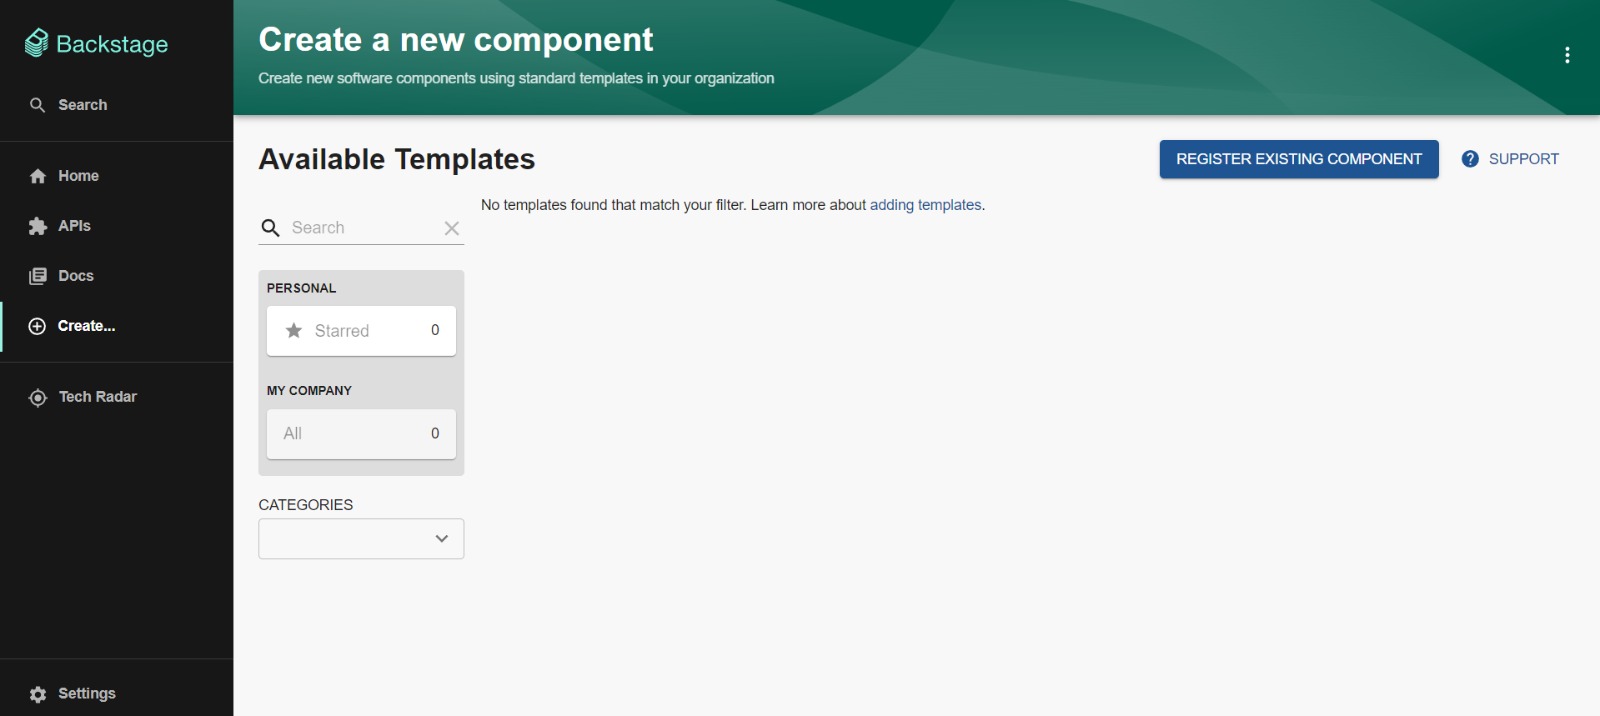 Backstage
Search
Home
APIs
Docs
Create...
Tech Radar
Settings
Create a new component
Create new software components using standard templates in your organization
Available Templates
REGISTER EXISTING COMPONENT
SUPPORT
Search
No templates found that match your filter. Learn more about adding templates.
PERSONAL
Starred 0
MY COMPANY
All 0
CATEGORIES